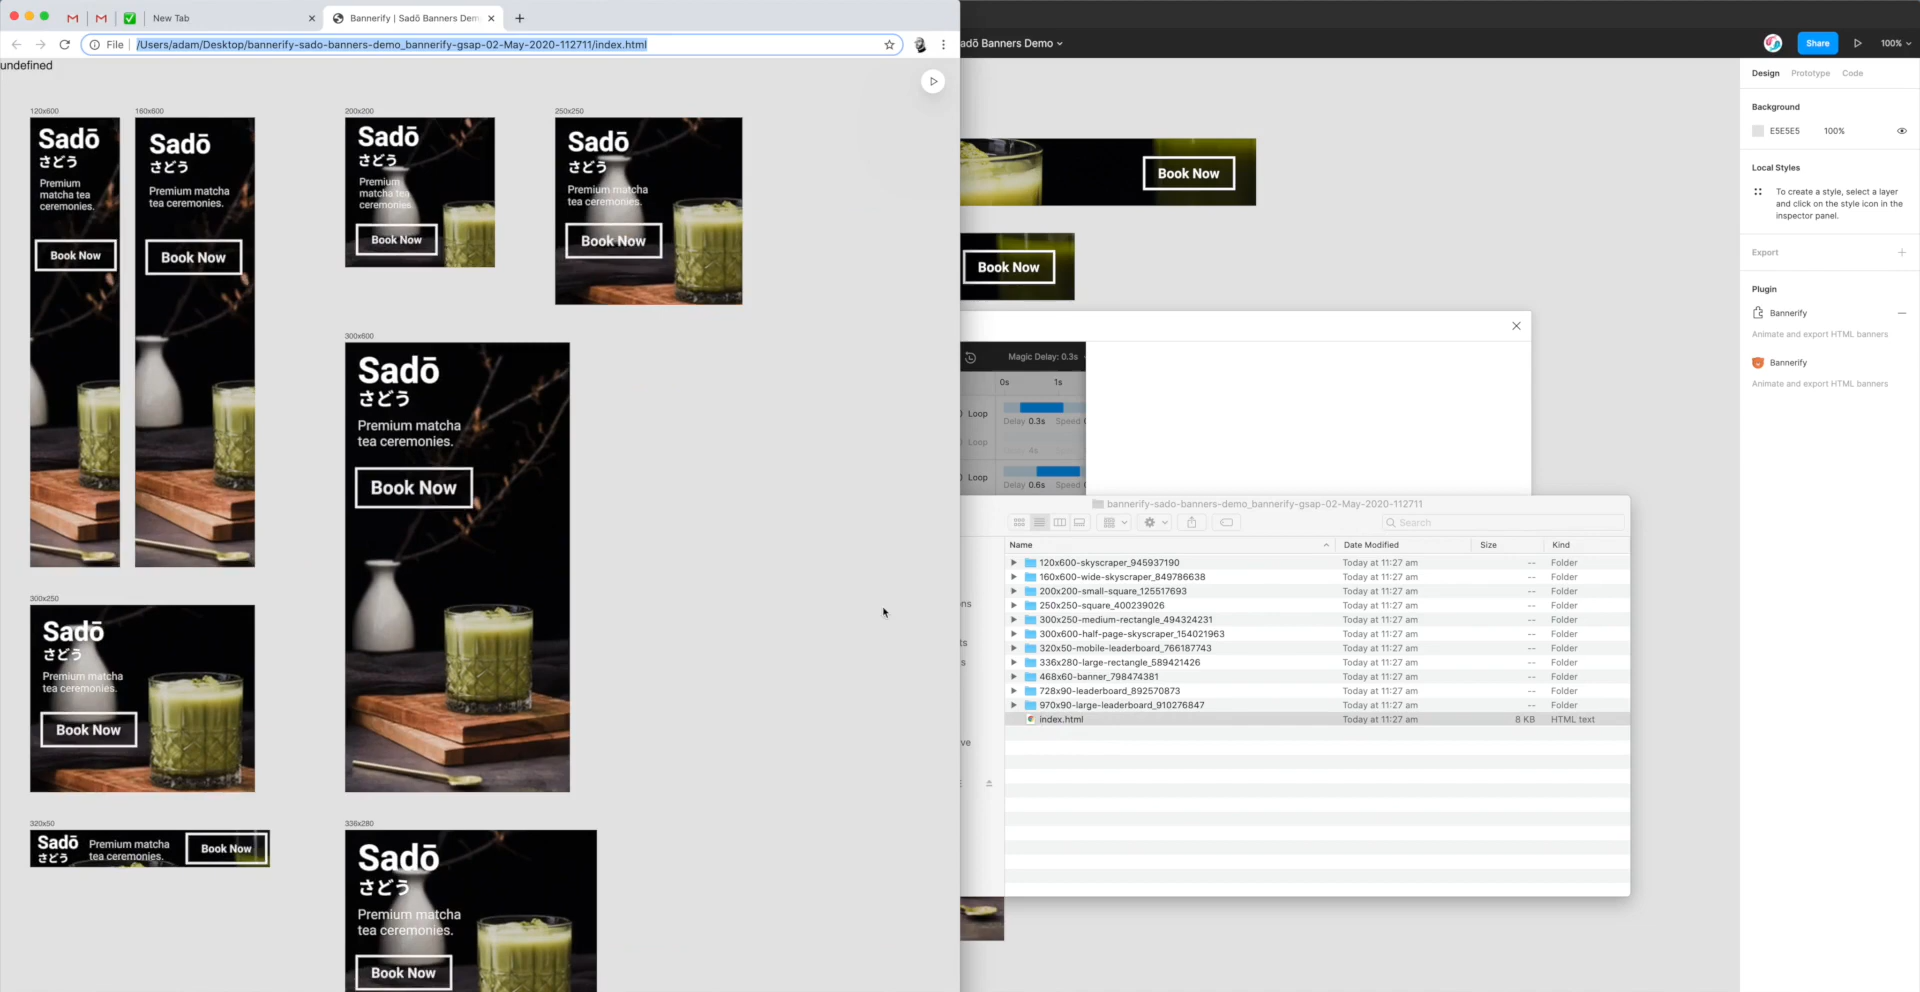 New Tab
Bannerify | Sadō Banners Dem
File
/Users/adam/Desktop/bannerify-sado-banners-demo_bannerify-gsap-02-May-2020-112711/index.html
undefined
120x600
160x600
200x200
250x250
Sadō
さどう
Premium
matcha tea
ceremonies.
Book Now
Sadō
さどう
Premium matcha
tea ceremonies.
Book Now
Sadō
さどう
Premium
matcha tea
ceremonies.
Book Now
Sadō
さどう
Premium matcha
tea ceremonies.
Book Now
300x600
Sadō
さどう
Premium matcha
tea ceremonies.
Book Now
300x250
Sadō
さどう
Premium matcha
tea ceremonies.
Book Now
320x50
Sadō
さどう
Premium matcha
tea ceremonies.
Book Now
336x280
Sadō
さどう
Premium matcha
tea ceremonies.
Book Now
adō Banners Demo
Share
100%
Book Now
Book Now
Magic Delay: 0.3s
0s
1s
Loop
Delay 0.3s
Speed
Loop
Delay 4s
Loop
Delay 0.6s
Speed
bannerify-sado-banners-demo_bannerify-gsap-02-May-2020-112711
Search
Name
Date Modified
Size
Kind
120x600-skyscraper_945937190
Today at 11:27 am
--
Folder
160x600-wide-skyscraper_849786638
Today at 11:27 am
--
Folder
200x200-small-square_125517693
Today at 11:27 am
--
Folder
250x250-square_400239026
Today at 11:27 am
--
Folder
300x250-medium-rectangle_494324231
Today at 11:27 am
--
Folder
300x600-half-page-skyscraper_154021963
Today at 11:27 am
--
Folder
320x50-mobile-leaderboard_766187743
Today at 11:27 am
--
Folder
336x280-large-rectangle_589421426
Today at 11:27 am
--
Folder
468x60-banner_798474381
Today at 11:27 am
--
Folder
728x90-leaderboard_892570873
Today at 11:27 am
--
Folder
970x90-large-leaderboard_910276847
Today at 11:27 am
--
Folder
index.html
Today at 11:27 am
8 KB
HTML text
ons
ts
s
ve
Design
Prototype
Code
Background
E5E5E5
100%
Local Styles
To create a style, select a layer
and click on the style icon in the
inspector panel.
Export
Plugin
Bannerify
Animate and export HTML banners
Bannerify
Animate and export HTML banners